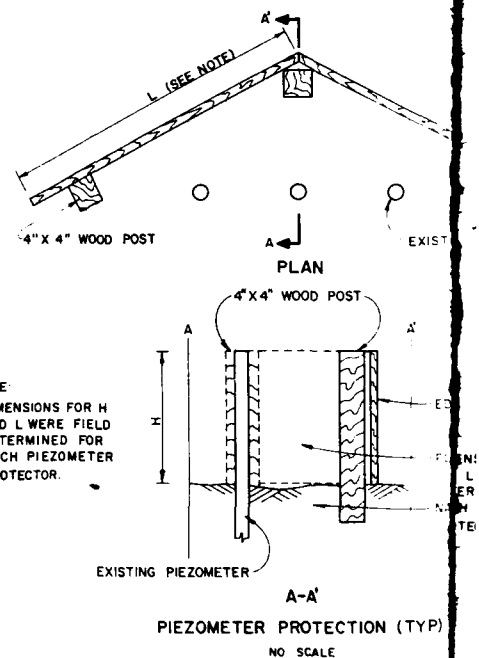 A'
L (SEE NOTE)
4" X 4" WOOD POST
A
EXIST
PLAN
4" X 4" WOOD POST
A
A'
E:
MENSIONS FOR H
D L WERE FIELD
TERMINED FOR
CH PIEZOMETER
OTECTOR.
H
EXISTING PIEZOMETER
A-A'
PIEZOMETER PROTECTION (TYP)
NO SCALE